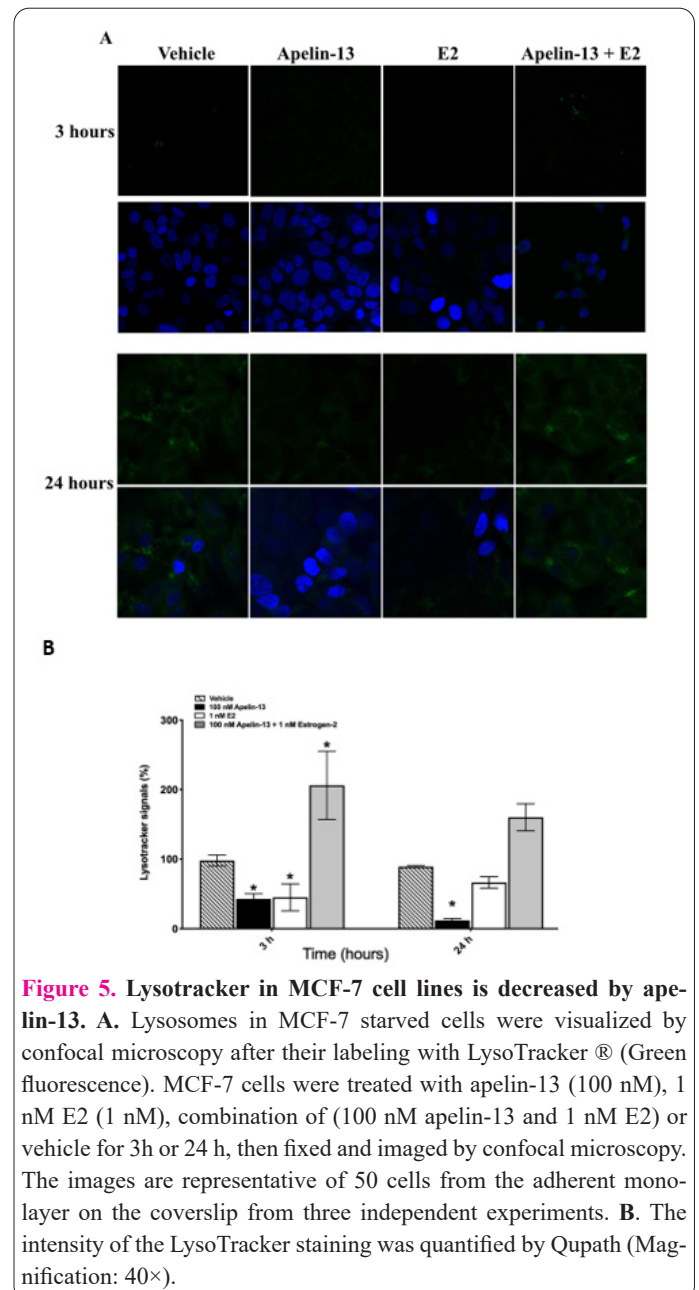 A
Vehicle Apelin-13 E2 Apelin-13 + E2
3 hours
24 hours
B
Vehicle
100 nM Apelin-13
1 nM E2
100 nM Apelin-13 + 1 nM Estrogen-2
300
200
100
0
Lysotracker signals (%)
*
*
*
*
3 h
24 h
Time (hours)
Figure 5. Lysotracker in MCF-7 cell lines is decreased by ape-
lin-13. A. Lysosomes in MCF-7 starved cells were visualized by
confocal microscopy after their labeling with LysoTracker ® (Green
fluorescence). MCF-7 cells were treated with apelin-13 (100 nM), 1
nM E2 (1 nM), combination of (100 nM apelin-13 and 1 nM E2) or
vehicle for 3h or 24 h, then fixed and imaged by confocal microscopy.
The images are representative of 50 cells from the adherent mono-
layer on the coverslip from three independent experiments. B. The
intensity of the LysoTracker staining was quantified by Qupath (Mag-
nification: 40×).